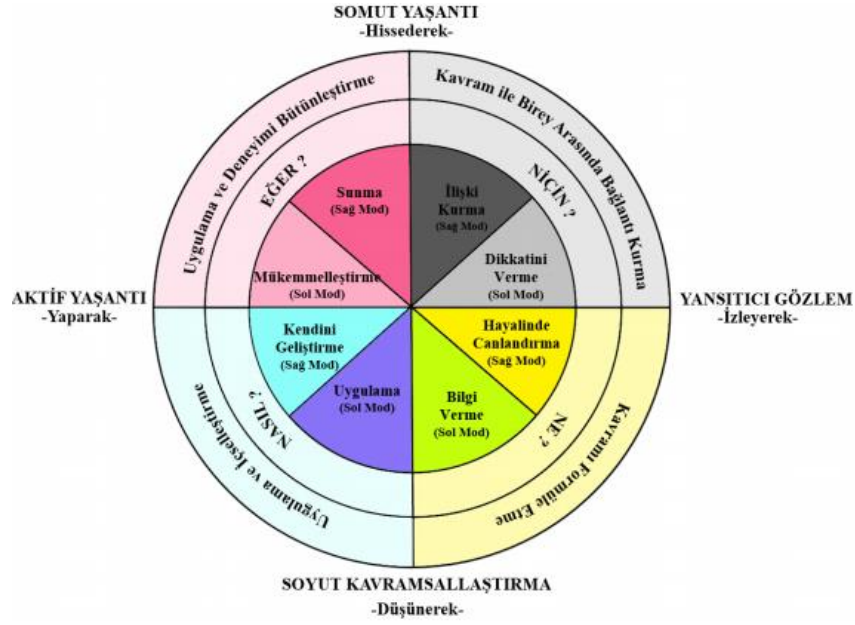 SOMUT YAŞANTI
-Hissederek-
Uygulama ve Deneyimi Bütünleştirme
Kavram ile Birey Arasında Bağlantı Kurma
EĞER ?
NİÇİN ?
Sunma
(Sağ Mod)
İlişki
Kurma
(Sağ Mod)
Mükemmelleştirme
(Sol Mod)
Dikkatini
Verme
(Sol Mod)
AKTİF YAŞANTI
-Yaparak-
YANSITICI GÖZLEM
-İzleyerek-
Kendini
Geliştirme
(Sağ Mod)
Hayalinde
Canlandırma
(Sağ Mod)
Uygulama
(Sol Mod)
Bilgi
Verme
(Sol Mod)
NASIL ?
NE ?
Uygulama ve İçselleştirme
Kavramı Formüle Etme
SOYUT KAVRAMSALLAŞTIRMA
-Düşünerek-